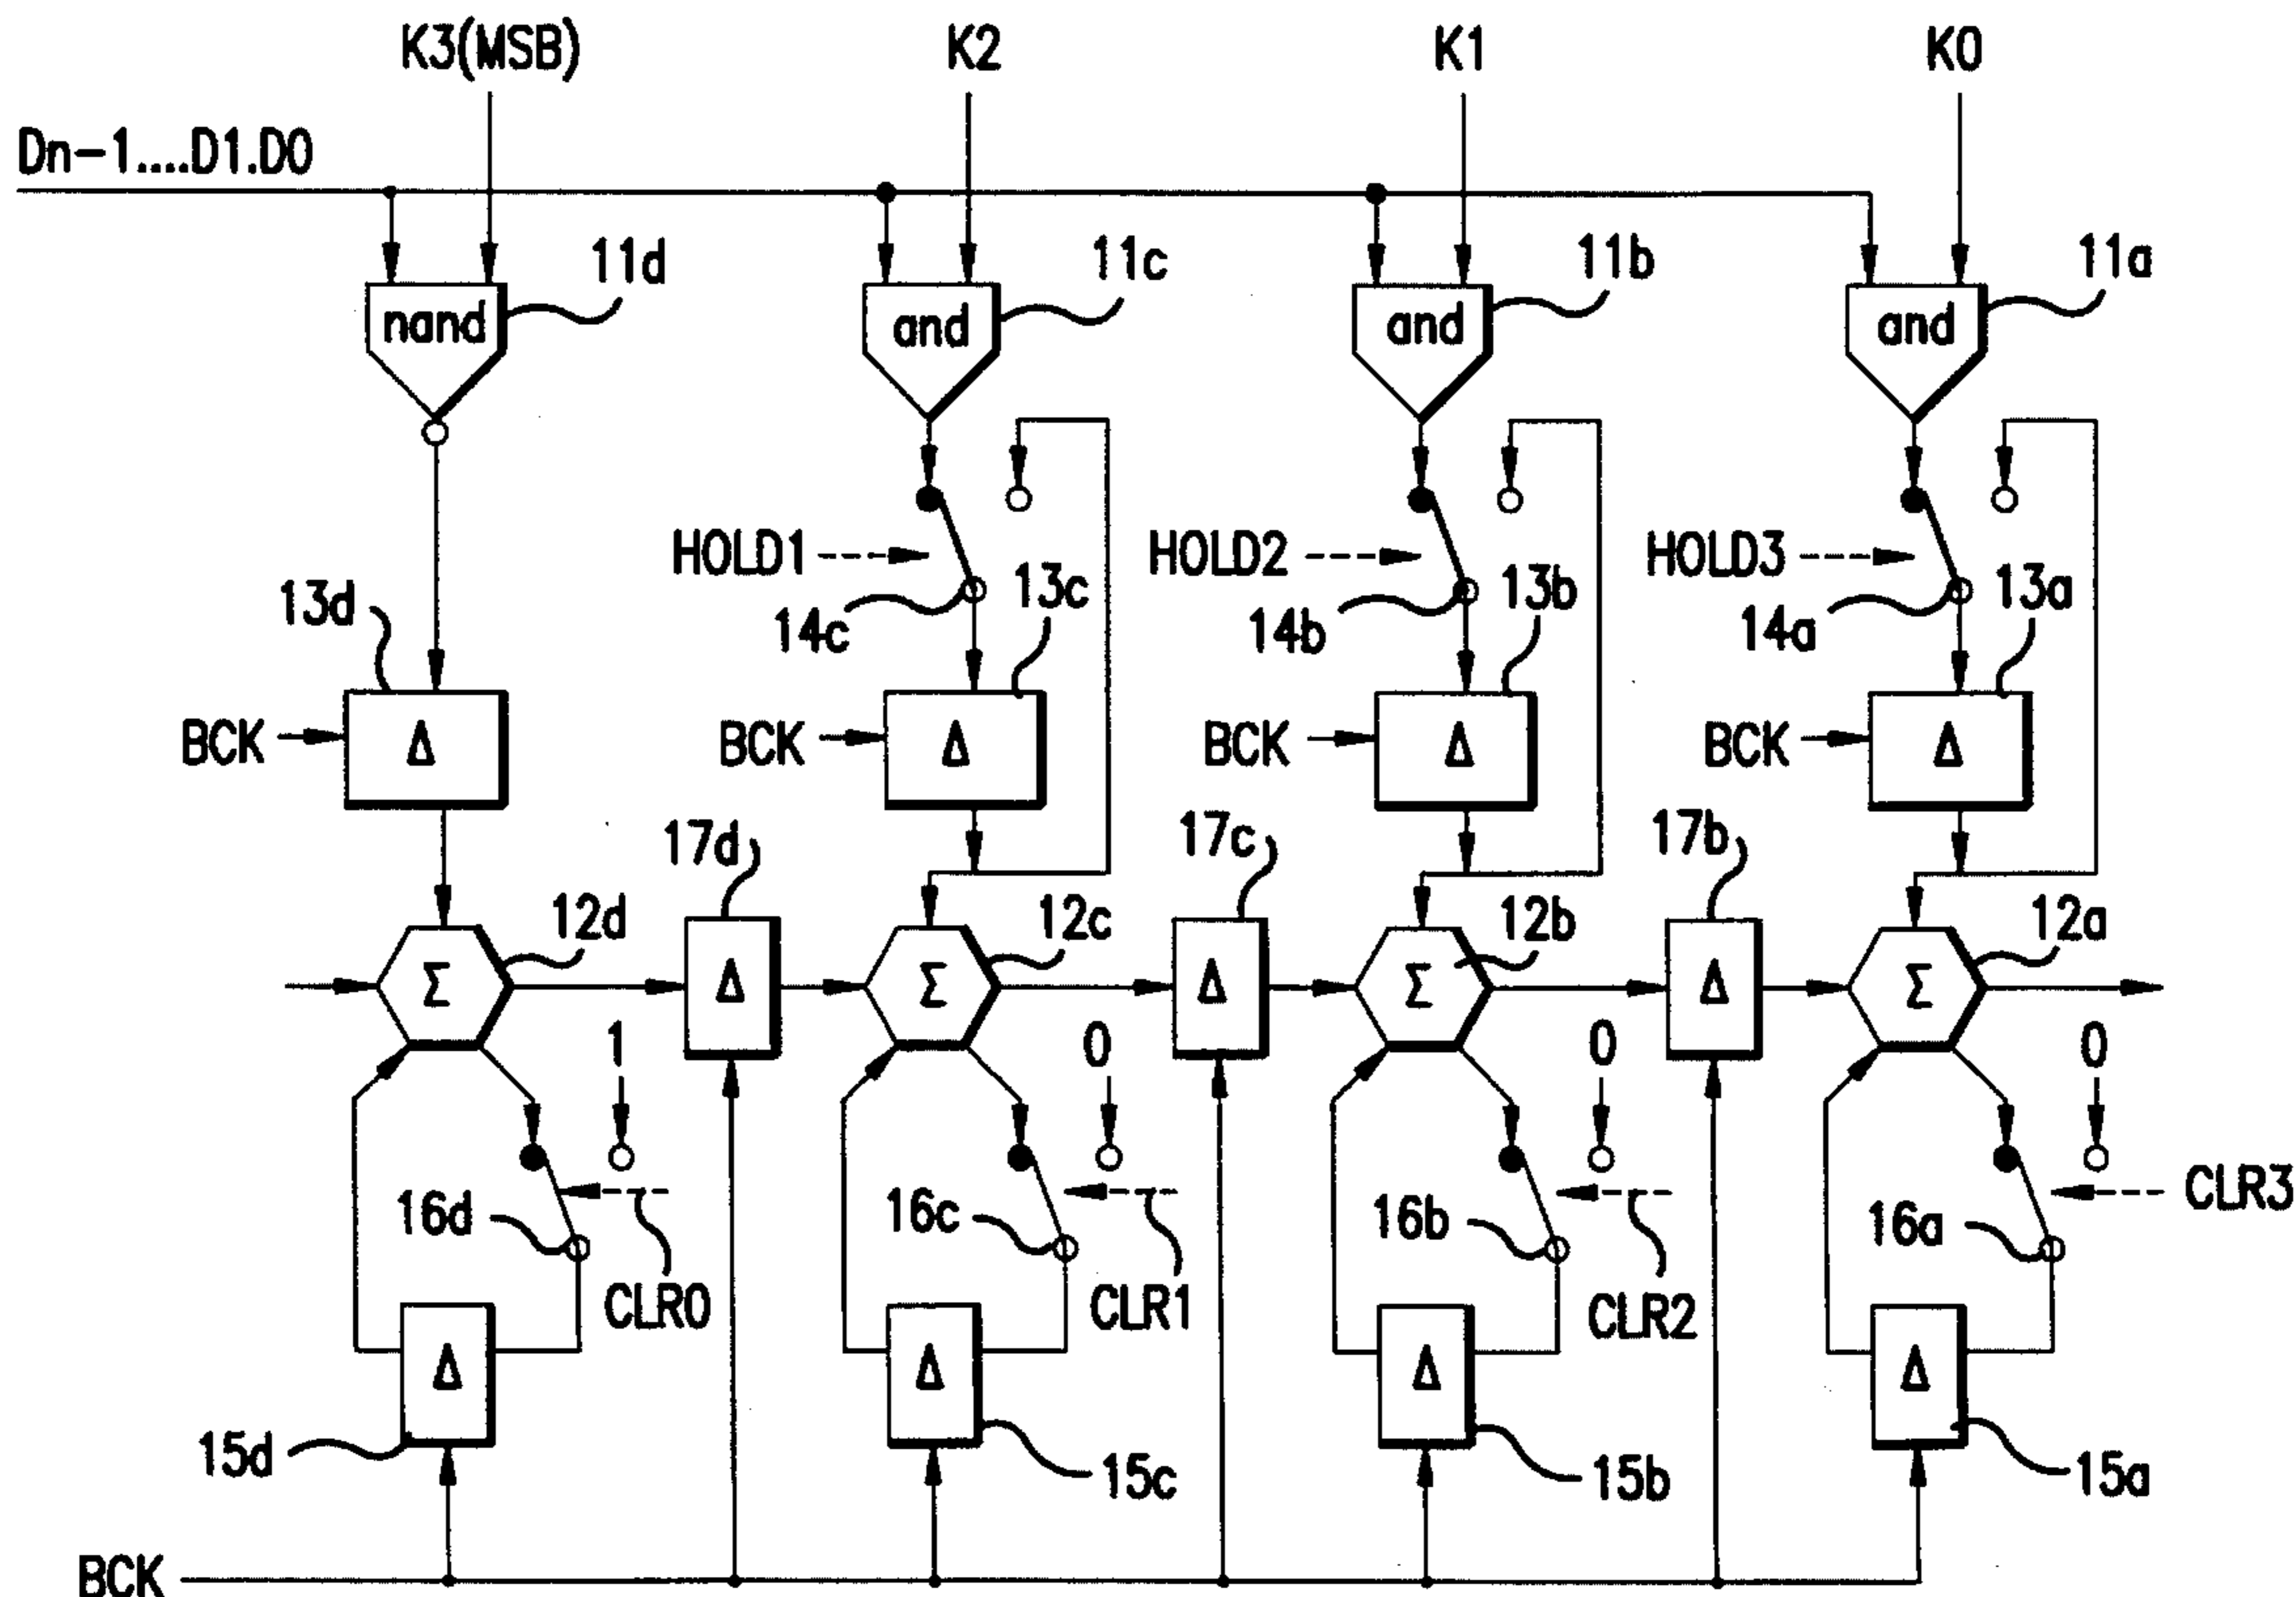 K3(MSB) K2 K1 K0
Dn-1....D1.D0
11d 11c 11b 11a
nand and and and
HOLD1 HOLD2 HOLD3
13d 13c 13b 13a
14c 14b 14a
BCK Δ BCK Δ BCK Δ BCK Δ
17d 17c 17b
12d 12c 12b 12a
Σ Δ Σ Δ Σ Δ Σ
1 0 0 0
16d 16c 16b 16a CLR3
CLR0 CLR1 CLR2
Δ Δ Δ Δ
15d 15c 15b 15a
BCK